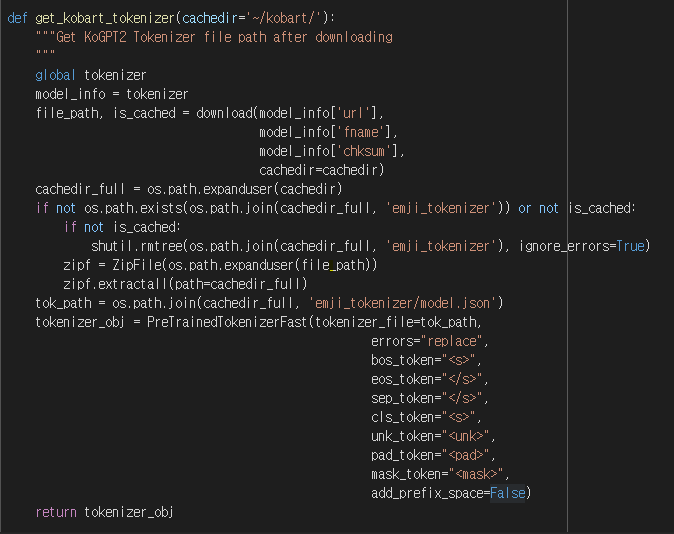 def get_kobart_tokenizer(cachedir='~/kobart/'):
    """Get KoGPT2 Tokenizer file path after downloading
    """
    global tokenizer
    model_info = tokenizer
    file_path, is_cached = download(model_info['url'],
                                    model_info['fname'],
                                    model_info['chksum'],
                                    cachedir=cachedir)
    cachedir_full = os.path.expanduser(cachedir)
    if not os.path.exists(os.path.join(cachedir_full, 'emji_tokenizer')) or not is_cached:
        if not is_cached:
            shutil.rmtree(os.path.join(cachedir_full, 'emji_tokenizer'), ignore_errors=True)
        zipf = ZipFile(os.path.expanduser(file_path))
        zipf.extractall(path=cachedir_full)
    tok_path = os.path.join(cachedir_full, 'emji_tokenizer/model.json')
    tokenizer_obj = PreTrainedTokenizerFast(tokenizer_file=tok_path,
                                            errors="replace",
                                            bos_token="<s>",
                                            eos_token="</s>",
                                            sep_token="</s>",
                                            cls_token="<s>",
                                            unk_token="<unk>",
                                            pad_token="<pad>",
                                            mask_token="<mask>",
                                            add_prefix_space=False)
    return tokenizer_obj